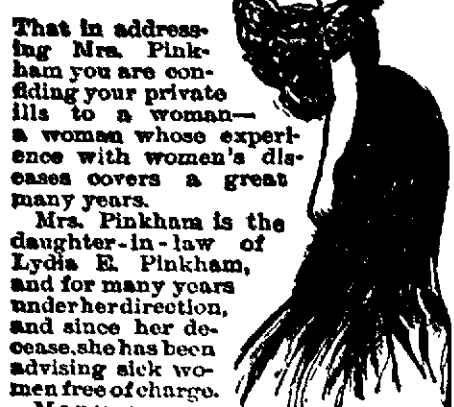 That in address-
ing Mrs. Pink-
ham you are con-
fiding your private
ills to a woman—
a woman whose experi-
ence with women's dis-
eases covers a great
many years.
Mrs. Pinkham is the
daughter-in-law of
Lydia E. Pinkham,
and for many years
under her direction,
and since her de-
cease, she has been
advising sick wo-
men free of charge.